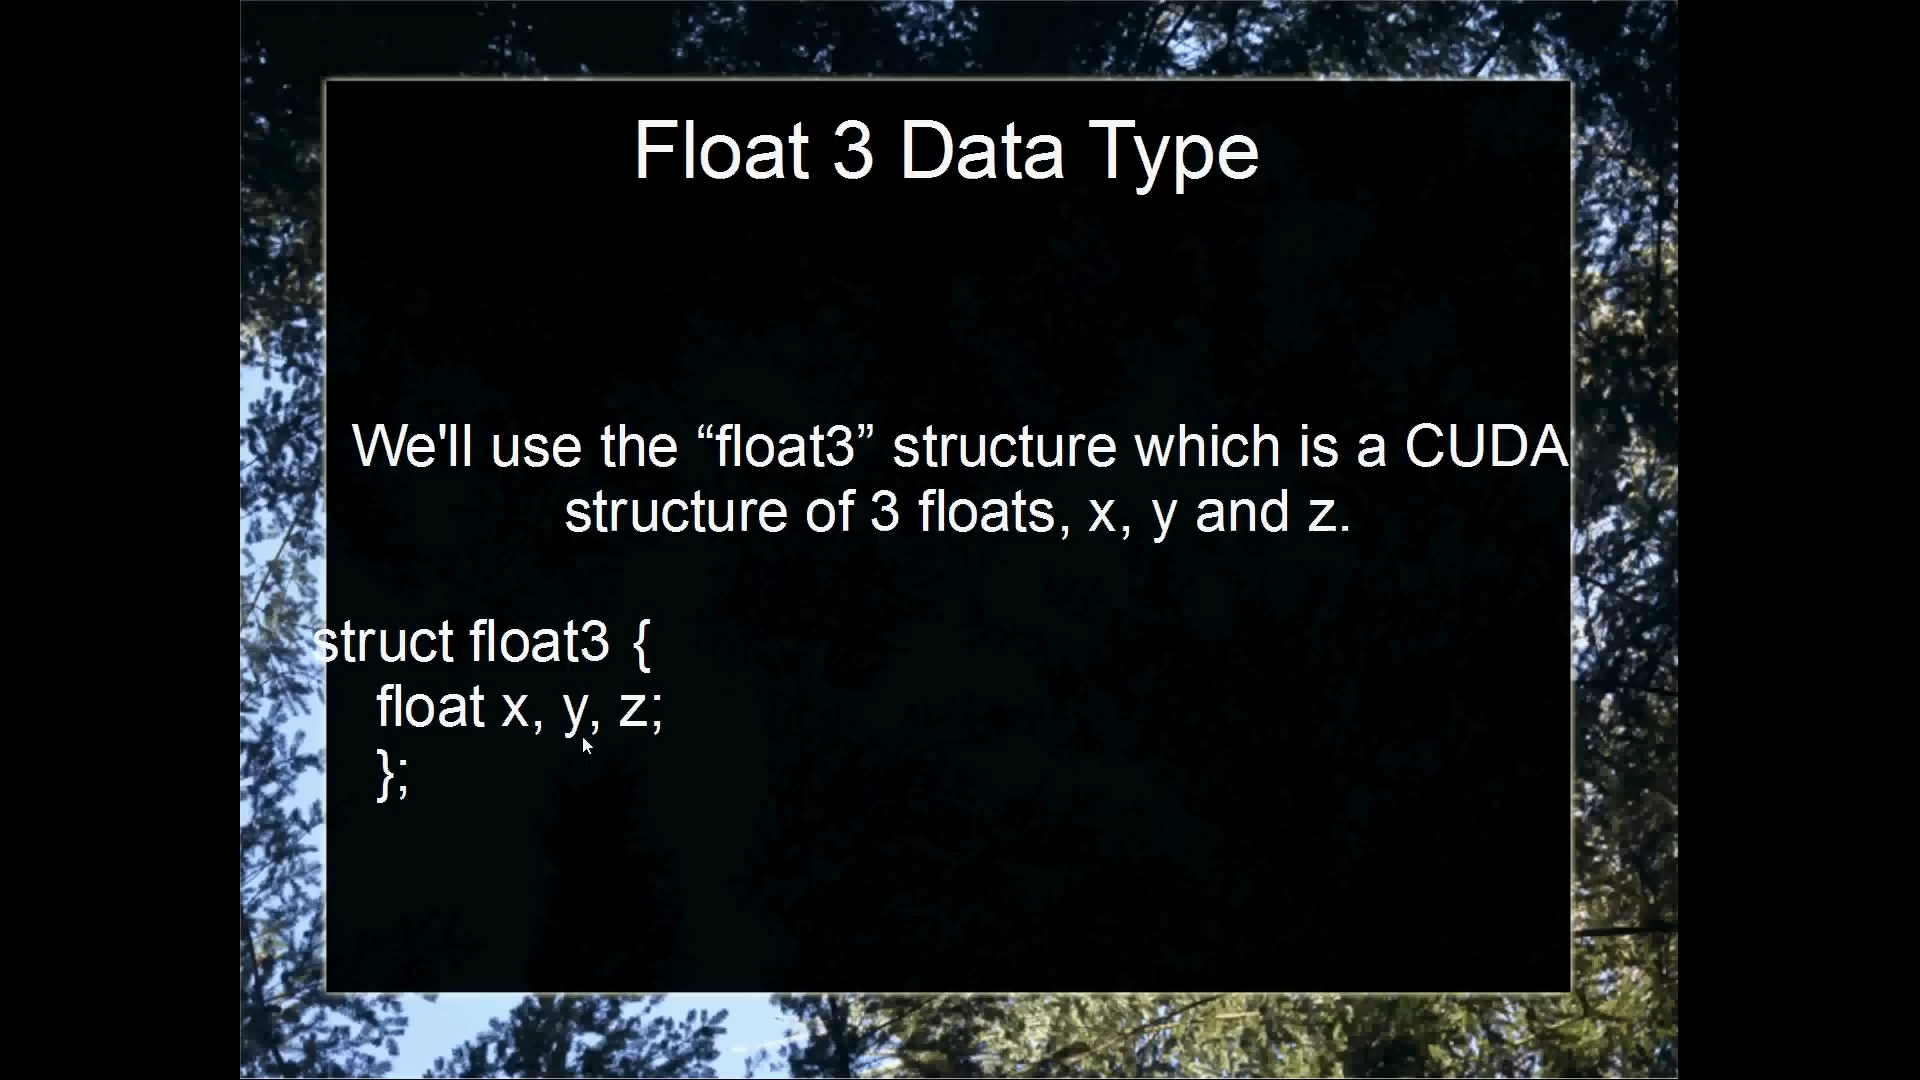 Float 3 Data Type
We'll use the “float3” structure which is a CUDA
structure of 3 floats, x, y and z.
struct float3 {
float x, y, z;
};